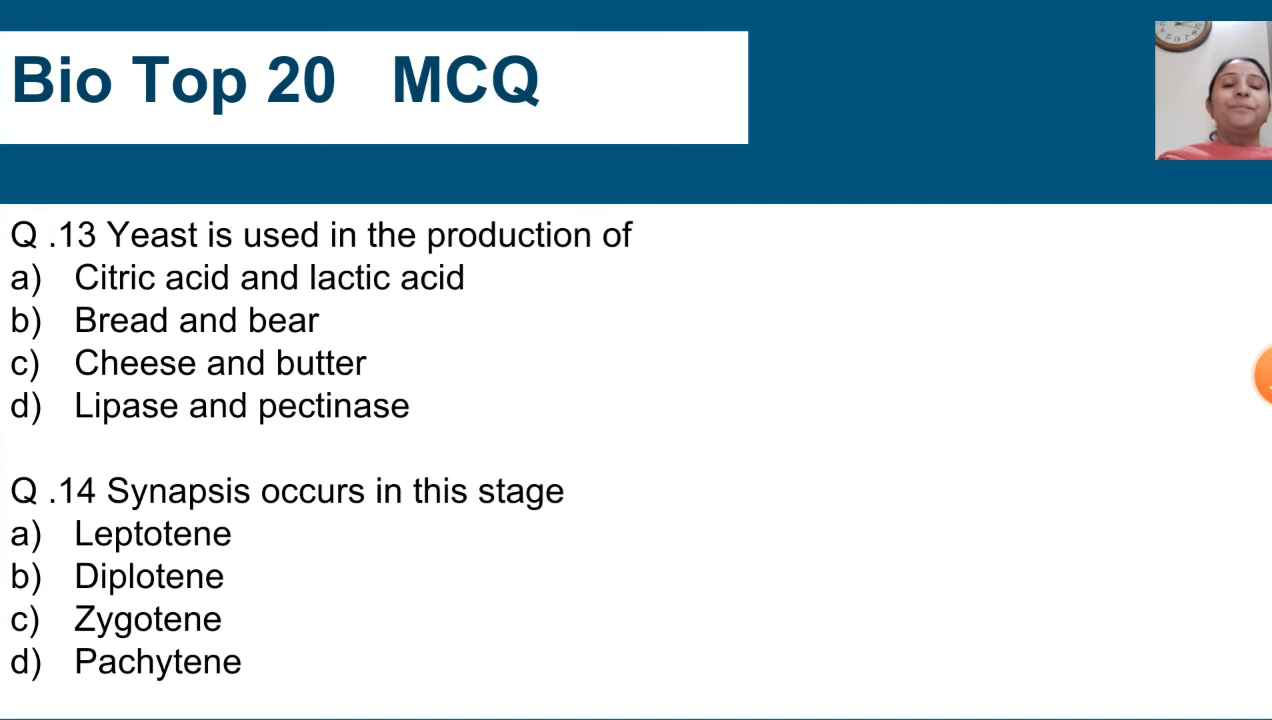 Bio Top 20 MCQ
Q .13 Yeast is used in the production of
a) Citric acid and lactic acid
b) Bread and bear
c) Cheese and butter
d) Lipase and pectinase
Q .14 Synapsis occurs in this stage
a) Leptotene
b) Diplotene
c) Zygotene
d) Pachytene